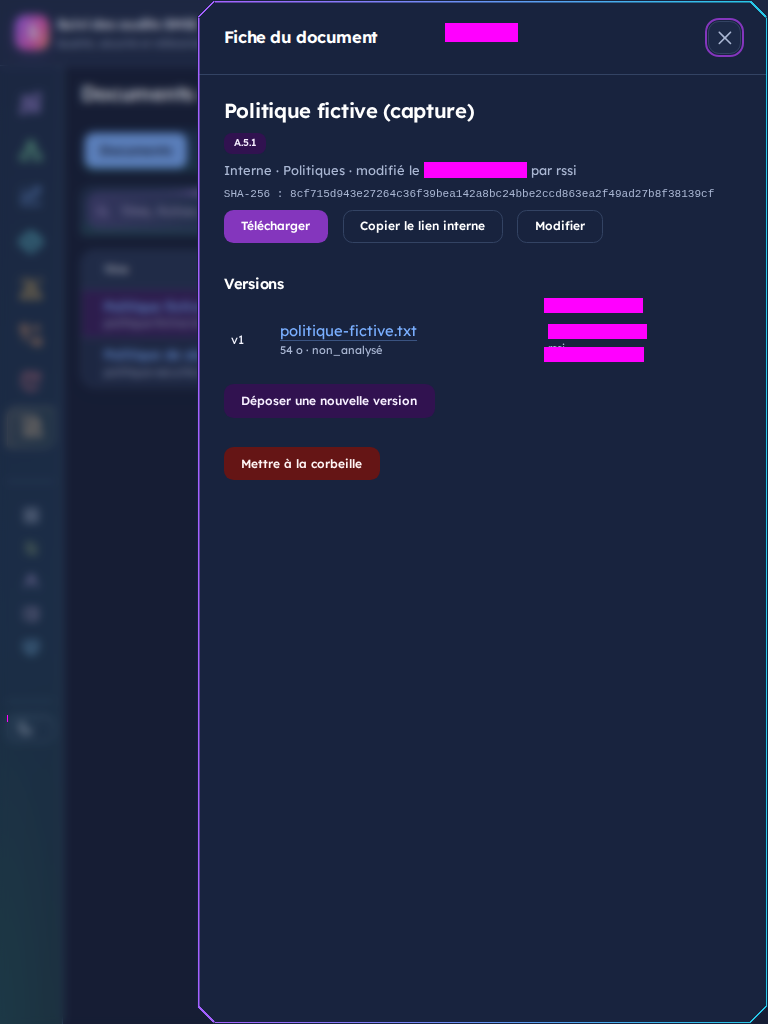 Fiche du document
Politique fictive (capture)
A.5.1
Interne · Politiques · modifié le par rssi
SHA-256 : 8cf715d943e27264c36f39bea142a8bc24bbe2ccd863ea2f49ad27b8f38139cf
Télécharger Copier le lien interne Modifier
Versions
v1 politique-fictive.txt
54 o · non_analysé
Déposer une nouvelle version
Mettre à la corbeille